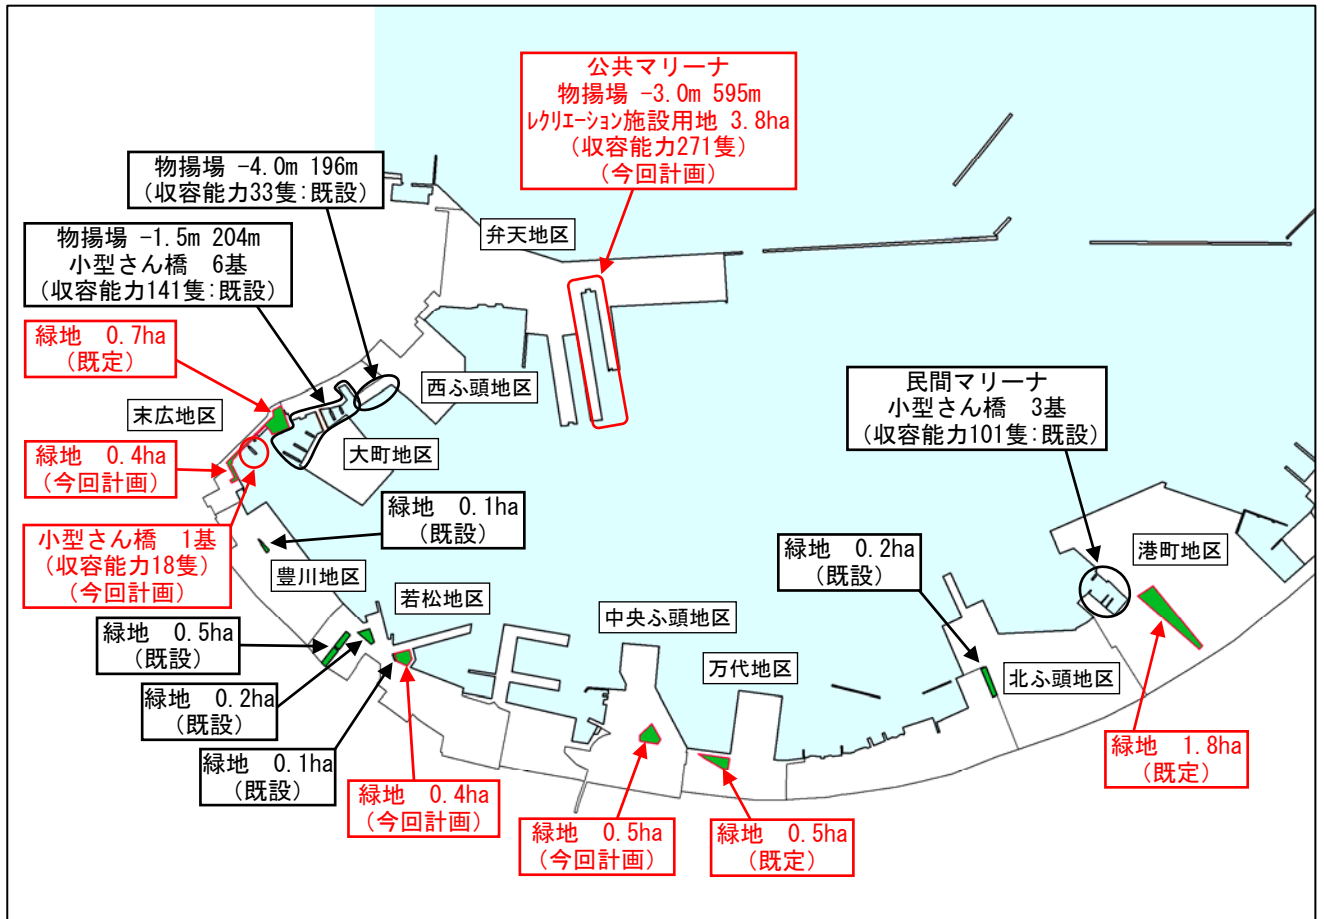 公共マリーナ
物揚場 -3.0m 595m
ﾚｸﾘｴｰｼｮﾝ施設用地 3.8ha
(収容能力271隻)
(今回計画)
物揚場 -4.0m 196m
(収容能力33隻:既設)
物揚場 -1.5m 204m
小型さん橋 6基
(収容能力141隻:既設)
弁天地区
緑地 0.7ha
(既定)
西ふ頭地区
民間マリーナ
小型さん橋 3基
(収容能力101隻:既設)
末広地区
大町地区
緑地 0.4ha
(今回計画)
緑地 0.1ha
(既設)
小型さん橋 1基
(収容能力18隻)
(今回計画)
緑地 0.2ha
(既設)
港町地区
豊川地区
若松地区
中央ふ頭地区
緑地 0.5ha
(既設)
万代地区
北ふ頭地区
緑地 0.2ha
(既設)
緑地 0.1ha
(既設)
緑地 1.8ha
(既定)
緑地 0.4ha
(今回計画)
緑地 0.5ha
(今回計画)
緑地 0.5ha
(既定)